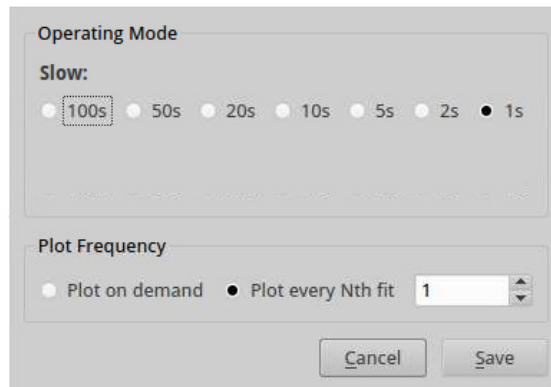 Operating Mode
Slow:
100s 50s 20s 10s 5s 2s 1s
Plot Frequency
Plot on demand Plot every Nth fit 1
Cancel Save